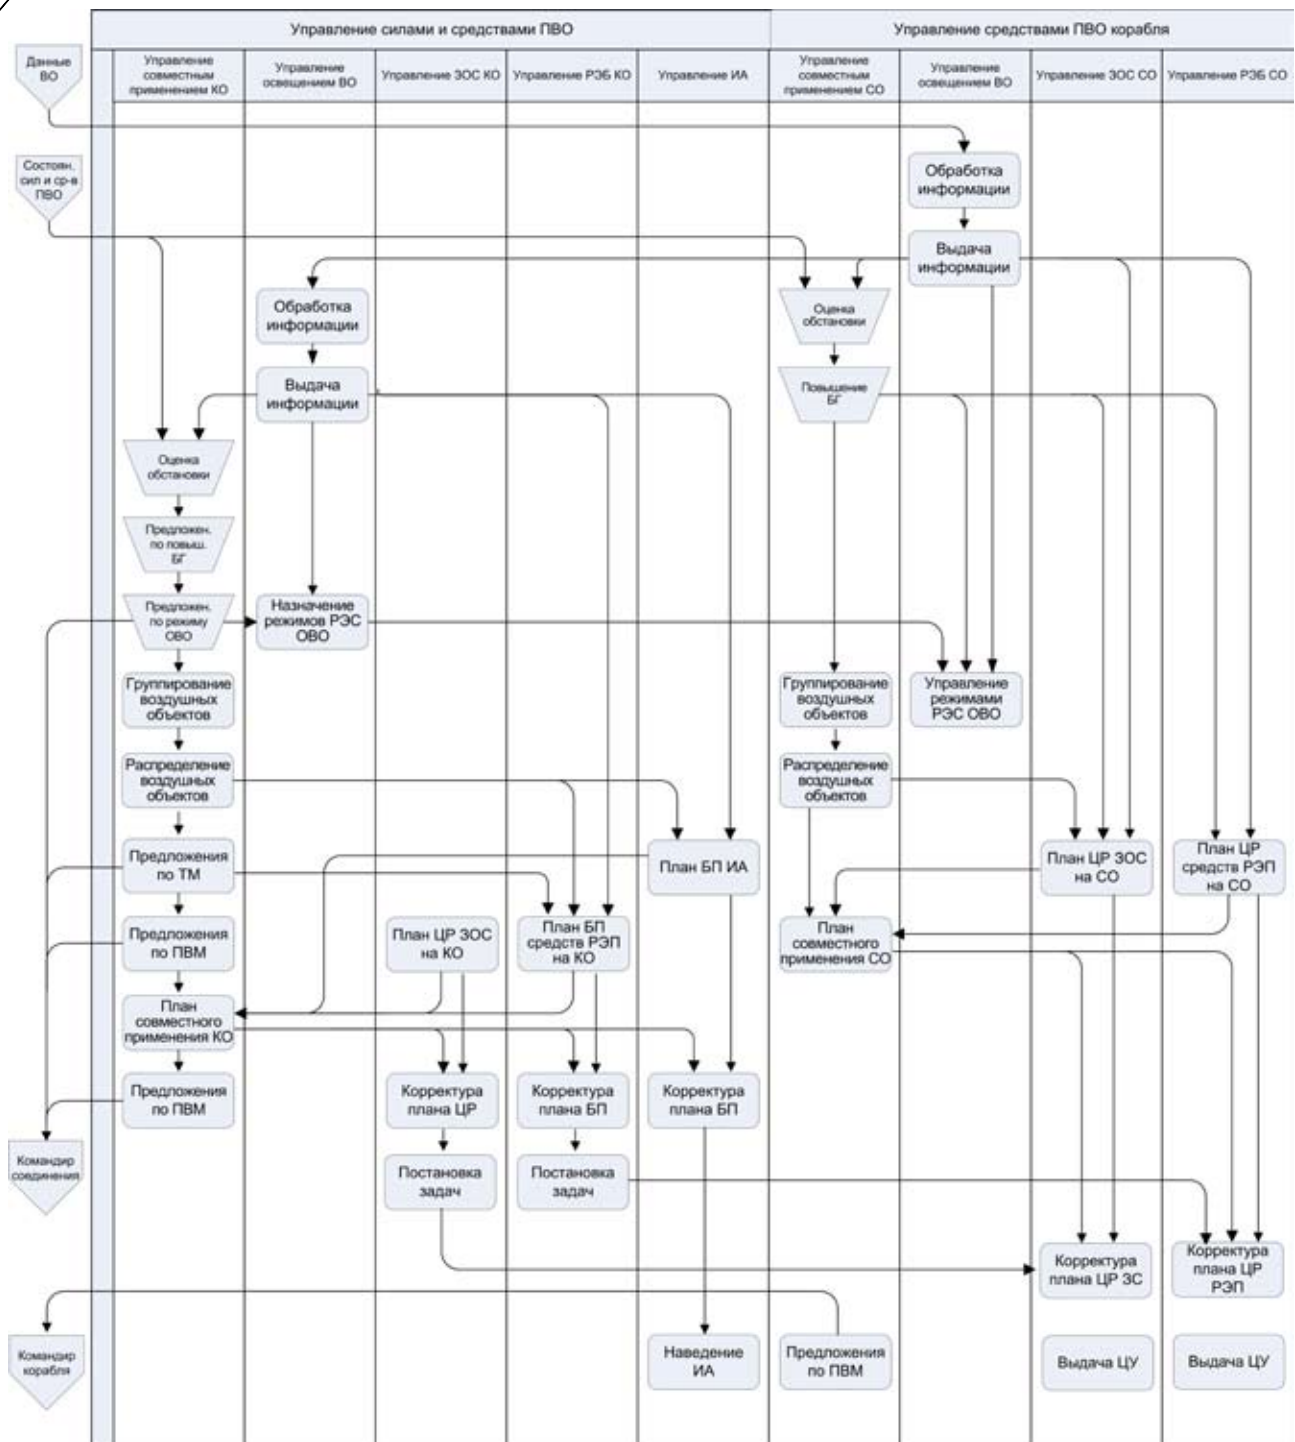 Управление силами и средствами ПВО
Управление средствами ПВО корабля
Данные
ВО
Управление
совместным
применением КО
Управление
освещением ВО
Управление ЗОС КО
Управление РЭБ КО
Управление ИА
Управление
совместным
применением СО
Управление
освещением ВО
Управление ЗОС СО
Управление РЭБ СО
Состоян.
сил и ср-в
ПВО
Обработка
информации
Выдача
информации
Обработка
информации
Оценка
обстановки
Выдача
информации
Повышение
БГ
Оценка
обстановки
Предложен.
по повыш.
БГ
Предложен.
по режиму
ОВО
Назначение
режимов РЭС
ОВО
Группирование
воздушных
объектов
Группирование
воздушных
объектов
Управление
режимами
РЭС ОВО
Распределение
воздушных
объектов
Распределение
воздушных
объектов
Предложения
по ТМ
План БП ИА
План ЦР ЗОС
на СО
План ЦР
средств РЭП
на СО
Предложения
по ПВМ
План ЦР ЗОС
на КО
План БП
средств РЭП
на КО
План
совместного
применения СО
План
совместного
применения КО
Предложения
по ПВМ
Корректура
плана ЦР
Корректура
плана БП
Корректура
плана БП
Командир
соединения
Постановка
задач
Постановка
задач
Корректура
плана ЦР ЗС
Корректура
плана ЦР
РЭП
Командир
корабля
Наведение
ИА
Предложения
по ПВМ
Выдача ЦУ
Выдача ЦУ